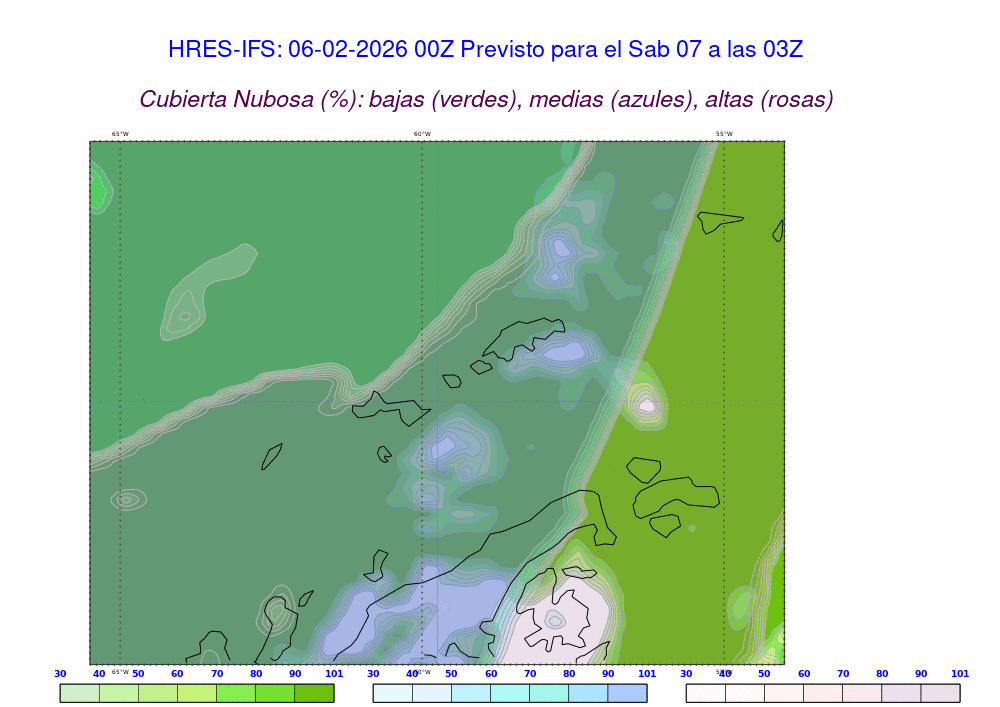 HRES-IFS: 06-02-2026 00Z Previsto para el Sab 07 a las 03Z
Cubierta Nubosa (%): bajas (verdes), medias (azules), altas (rosas)
65°W 60°W 55°W
65°W 60°W
30 40 50 60 70 80 90 101 30 40 50 60 70 80 90 101 30 40 50 60 70 80 90 101